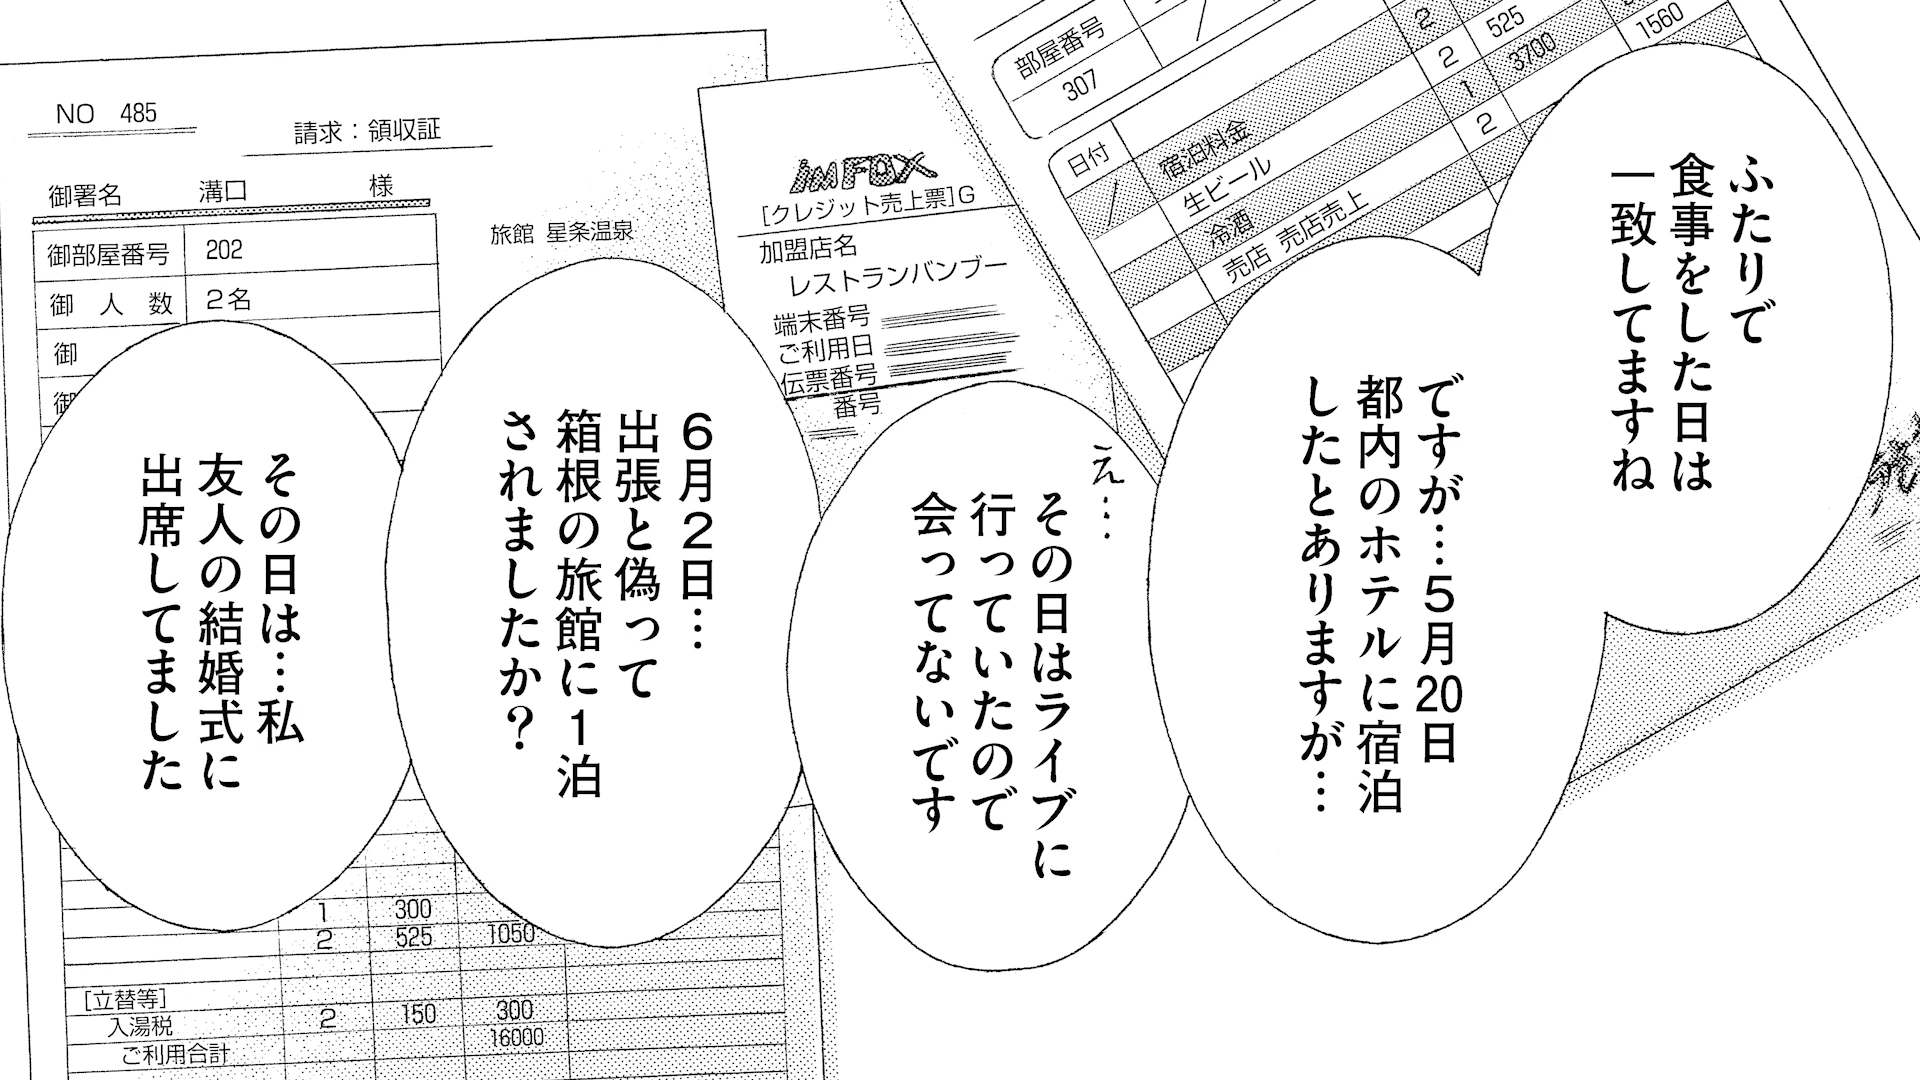 ふたりで
食事をした日は
一致してますね
ですが…5月20日
都内のホテルに宿泊
したとありますが…
え…
その日はライブに
行っていたので
会ってないです
6月2日…
出張と偽って
箱根の旅館に1泊
されましたか?
その日は…私
友人の結婚式に
出席してました
部屋番号
307
日付
宿泊料金 2
生ビール 2 525
冷酒 1 3700
売店 売店売上 2 1560
imFOX
[クレジット売上票]G
加盟店名
レストランバンブー
端末番号
ご利用日
伝票番号
番号
NO 485
請求:領収証
御署名 溝口 様
旅館 星条温泉
御部屋番号 202
御人数 2名
御
御
1 300
2 525 1050
[立替等]
入湯税 2 150 300
ご利用合計 16000